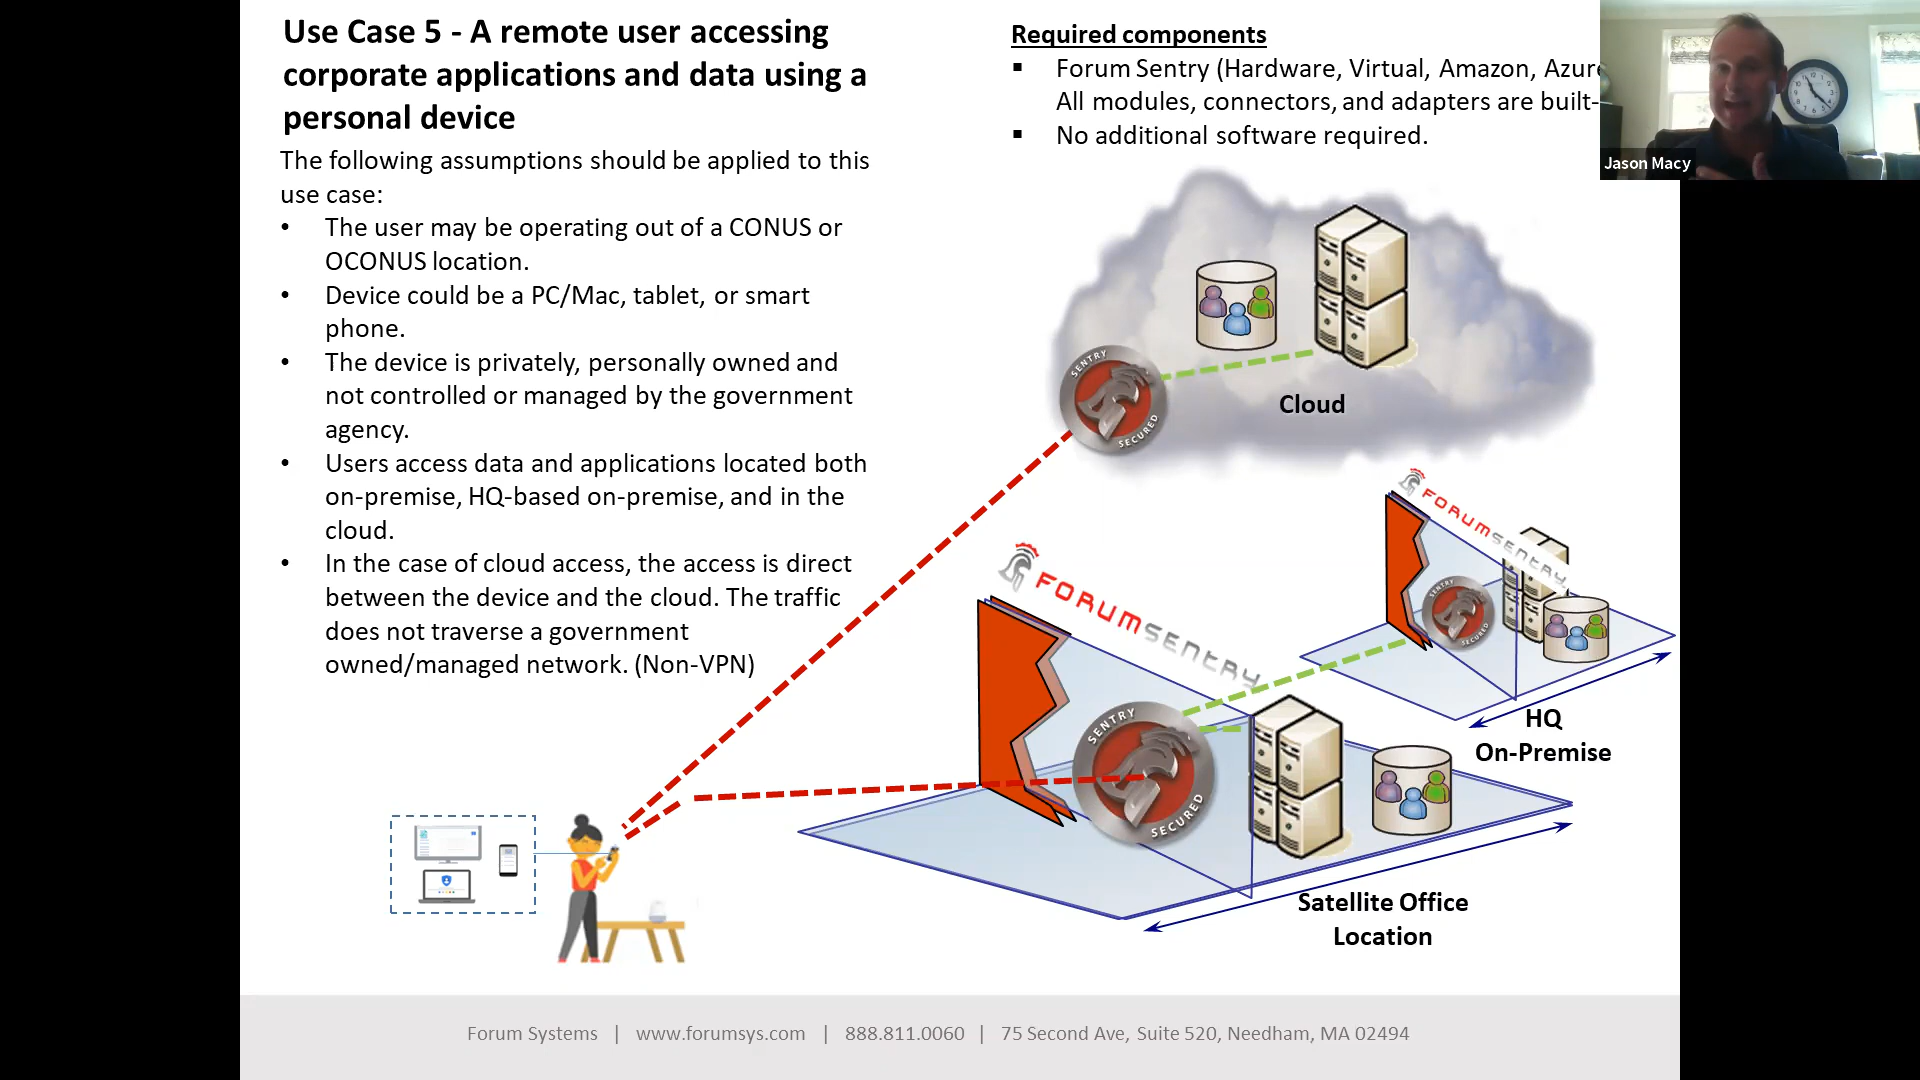 Use Case 5 - A remote user accessing
corporate applications and data using a
personal device
The following assumptions should be applied to this
use case:
• The user may be operating out of a CONUS or
OCONUS location.
• Device could be a PC/Mac, tablet, or smart
phone.
• The device is privately, personally owned and
not controlled or managed by the government
agency.
• Users access data and applications located both
on-premise, HQ-based on-premise, and in the
cloud.
• In the case of cloud access, the access is direct
between the device and the cloud. The traffic
does not traverse a government
owned/managed network. (Non-VPN)
Required components
▪ Forum Sentry (Hardware, Virtual, Amazon, Azure
All modules, connectors, and adapters are built-
▪ No additional software required.
Jason Macy
SENTRY
SECURED
Cloud
FORUMSENTRY
SENTRY
SECURED
HQ
On-Premise
FORUMSENTRY
SENTRY
SECURED
Satellite Office
Location
Forum Systems | www.forumsys.com | 888.811.0060 | 75 Second Ave, Suite 520, Needham, MA 02494